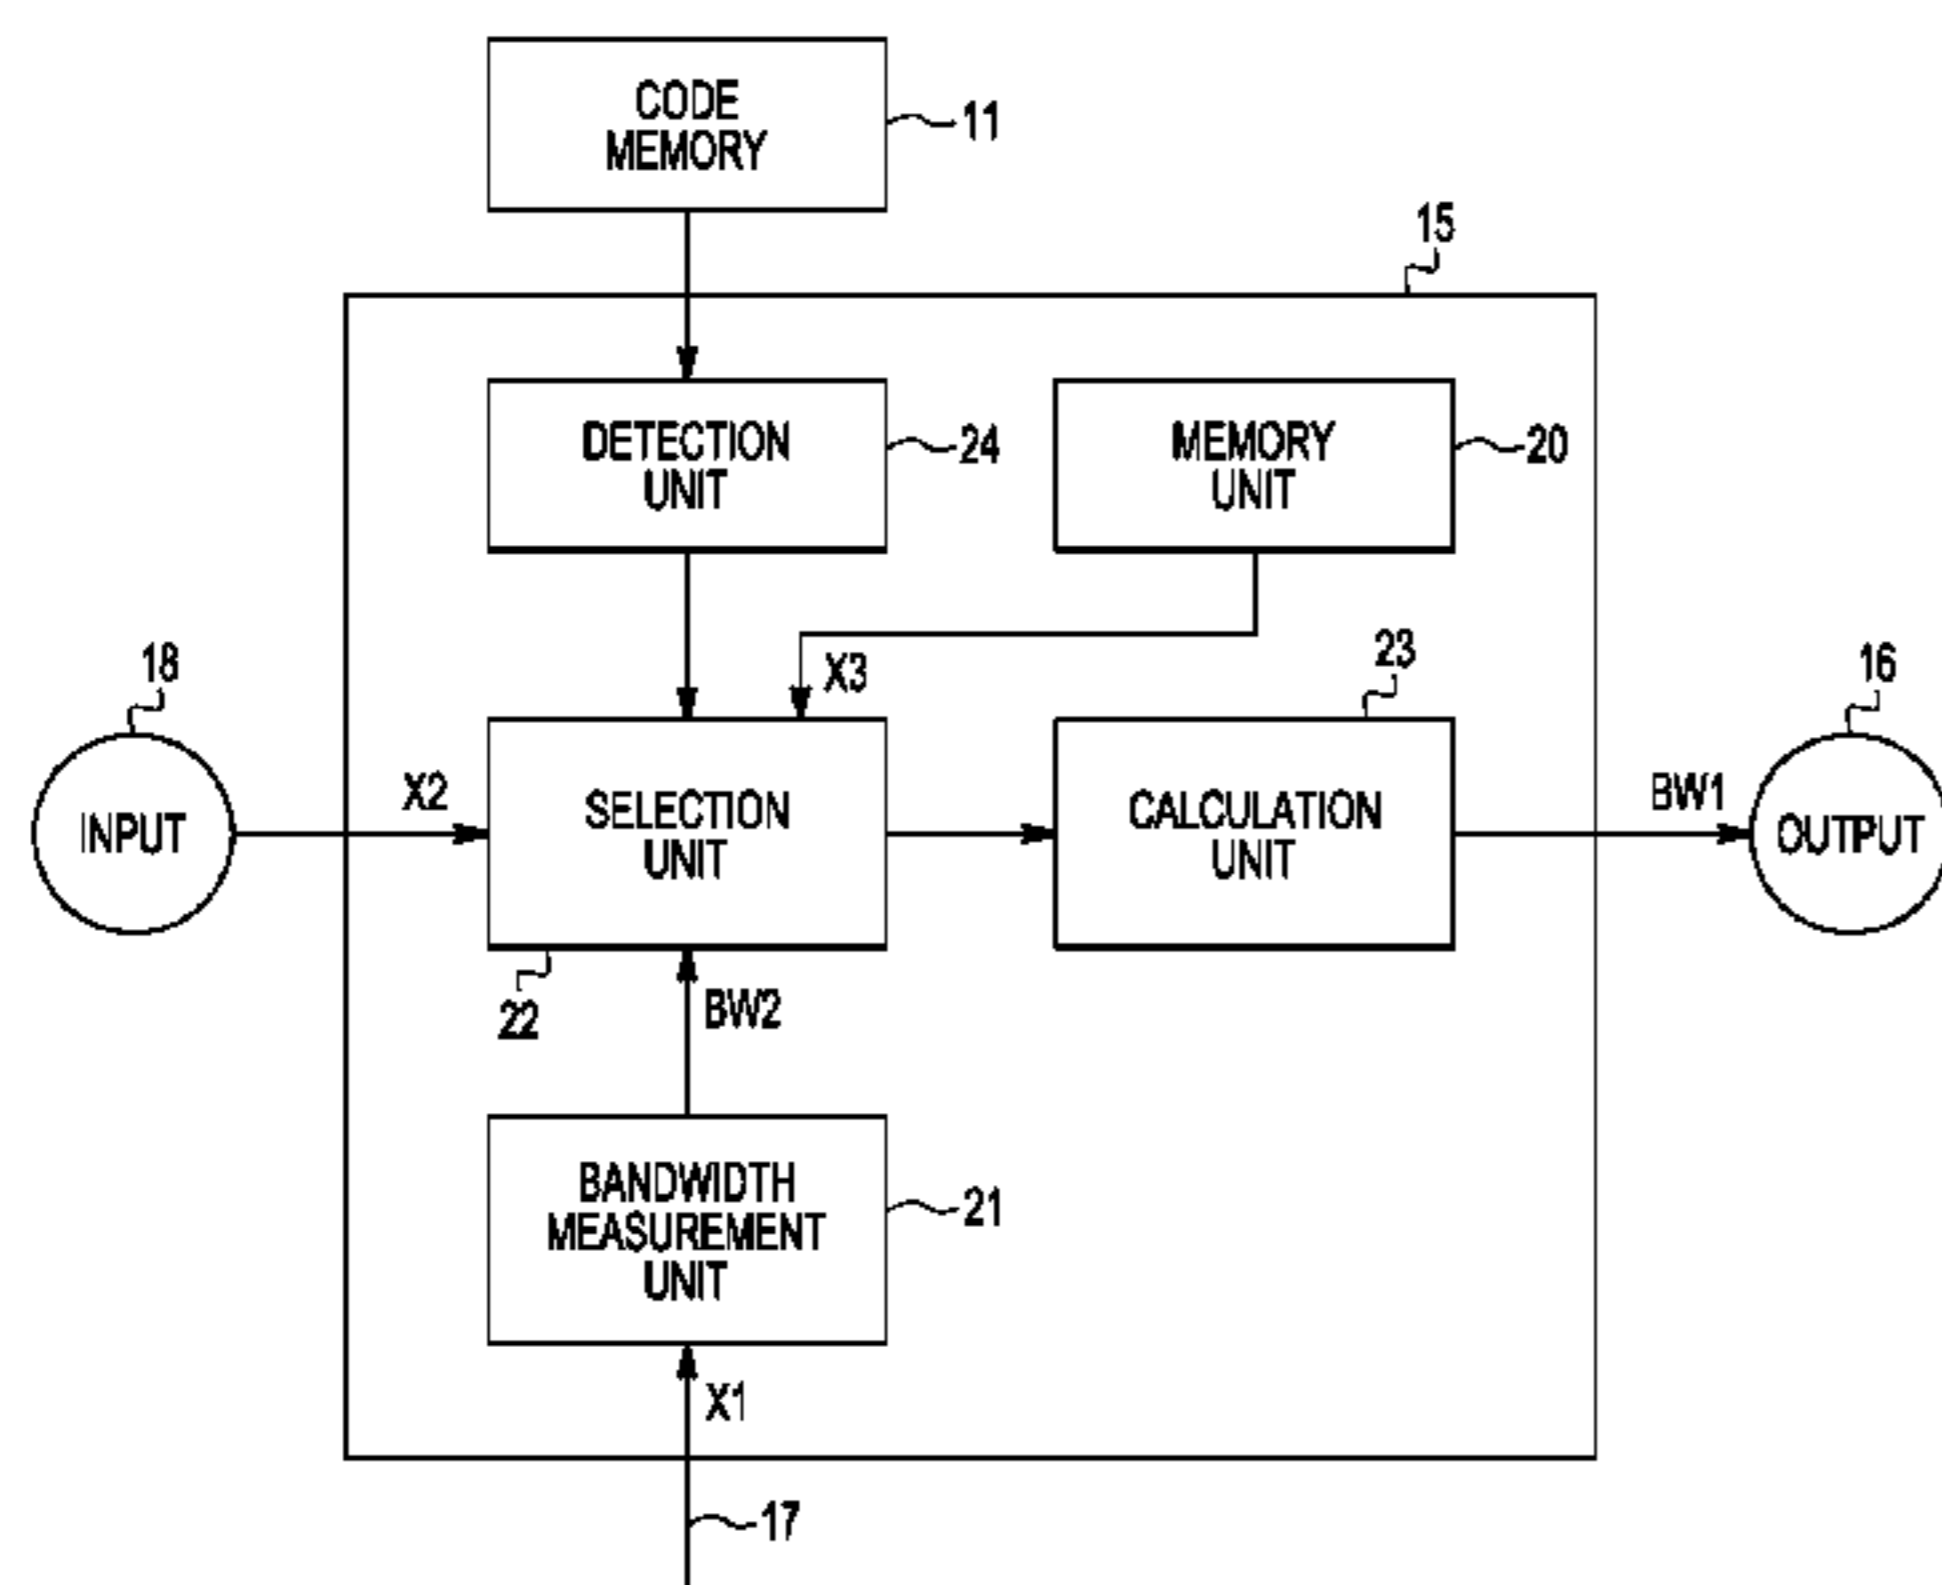 CODE
MEMORY
11
15
DETECTION
UNIT
24
MEMORY
UNIT
20
18
X3
23
16
INPUT
X2
SELECTION
UNIT
CALCULATION
UNIT
BW1
OUTPUT
22
BW2
BANDWIDTH
MEASUREMENT
UNIT
21
X1
17